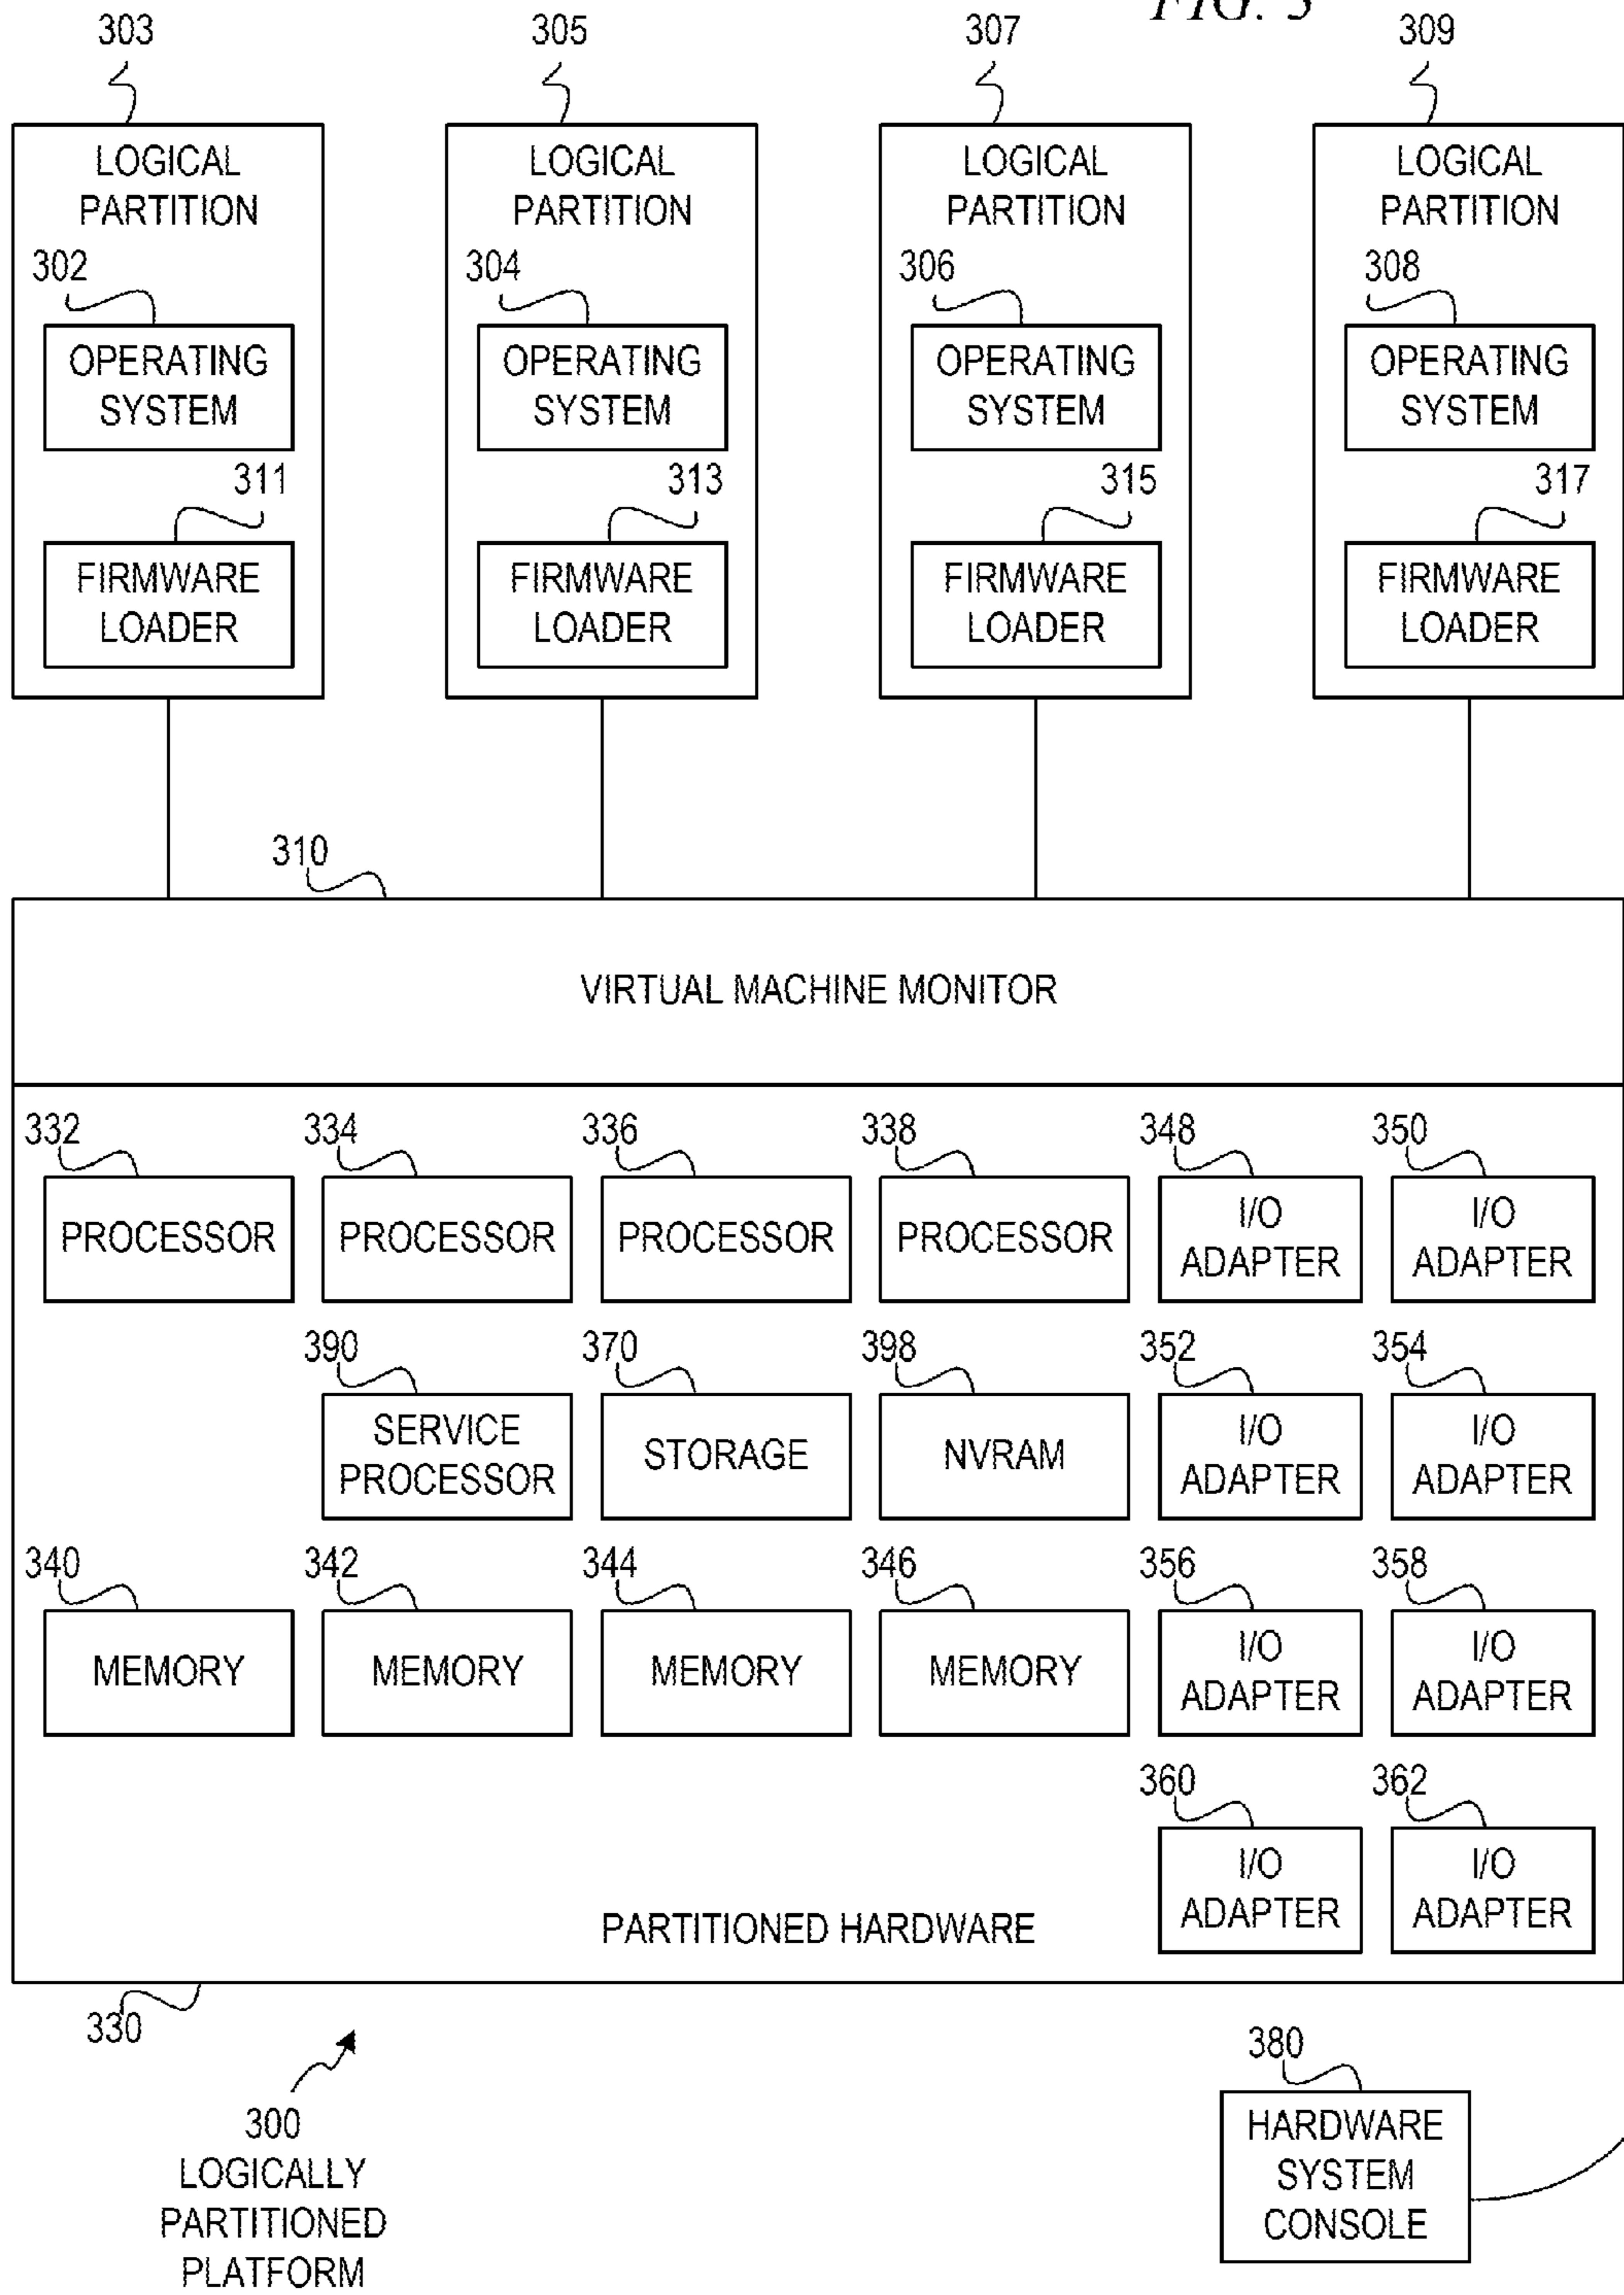 FIG. 3
303 305 307 309
LOGICAL PARTITION LOGICAL PARTITION LOGICAL PARTITION LOGICAL PARTITION
302 304 306 308
OPERATING SYSTEM OPERATING SYSTEM OPERATING SYSTEM OPERATING SYSTEM
311 313 315 317
FIRMWARE LOADER FIRMWARE LOADER FIRMWARE LOADER FIRMWARE LOADER
310
VIRTUAL MACHINE MONITOR
332 334 336 338 348 350
PROCESSOR PROCESSOR PROCESSOR PROCESSOR I/O ADAPTER I/O ADAPTER
390 370 398 352 354
SERVICE PROCESSOR STORAGE NVRAM I/O ADAPTER I/O ADAPTER
340 342 344 346 356 358
MEMORY MEMORY MEMORY MEMORY I/O ADAPTER I/O ADAPTER
360 362
I/O ADAPTER I/O ADAPTER
PARTITIONED HARDWARE
330
300
LOGICALLY
PARTITIONED
PLATFORM
380
HARDWARE
SYSTEM
CONSOLE